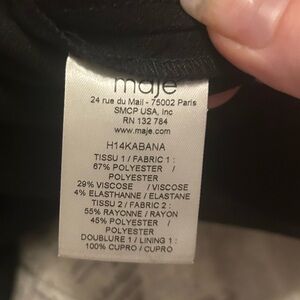 maje
24 rue du Mail - 75002 Paris
SMCP USA, Inc
RN 132 784
www.maje.com
H14KABANA
TISSU 1 / FABRIC 1 :
67% POLYESTER /
POLYESTER
29% VISCOSE / VISCOSE
4% ELASTHANNE / ELASTANE
TISSU 2 / FABRIC 2 :
55% RAYONNE / RAYON
45% POLYESTER /
POLYESTER
DOUBLURE 1 / LINING 1 :
100% CUPRO / CUPRO